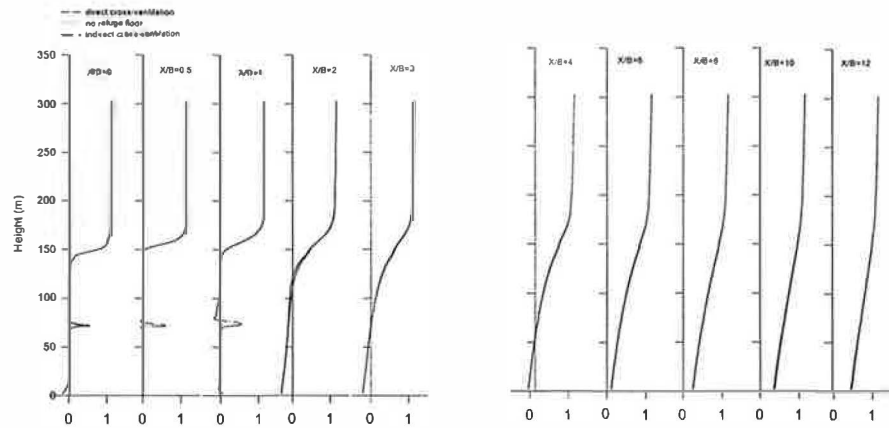 direct cross-ventilation
no refuge floor
indirect cross-ventilation
X/B=0.5
X/B=1
X/B=2
X/B=3
X/B=4
X/B=10
X/B=12
350
300
250
200
150
100
50
0
Height (m)
0 1 0 1 0 1 0 1 0 1 0 1 0 1 0 1 0 1 0 1